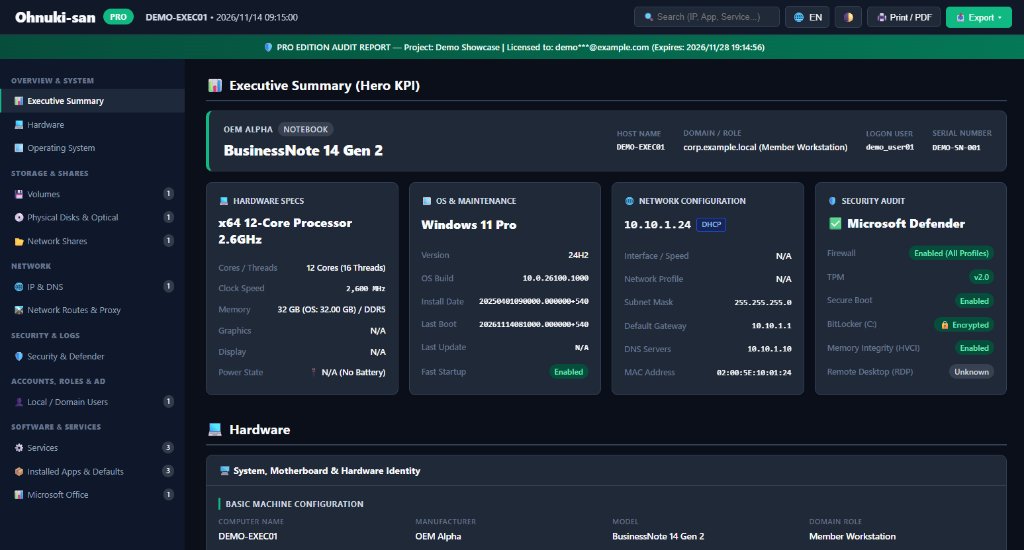 Ohnuki-san PRO DEMO-EXEC01 • 2026/11/14 09:15:00
Search (IP, App, Service...)
EN
Print / PDF
Export
PRO EDITION AUDIT REPORT — Project: Demo Showcase | Licensed to: demo***@example.com (Expires: 2026/11/28 19:14:56)
OVERVIEW & SYSTEM
Executive Summary
Hardware
Operating System
STORAGE & SHARES
Volumes 1
Physical Disks & Optical 1
Network Shares 1
NETWORK
IP & DNS 1
Network Routes & Proxy
SECURITY & LOGS
Security & Defender
ACCOUNTS, ROLES & AD
Local / Domain Users 1
SOFTWARE & SERVICES
Services 3
Installed Apps & Defaults 3
Microsoft Office 1
Executive Summary (Hero KPI)
OEM ALPHA NOTEBOOK
BusinessNote 14 Gen 2
HOST NAME
DEMO-EXEC01
DOMAIN / ROLE
corp.example.local (Member Workstation)
LOGON USER
demo_user01
SERIAL NUMBER
DEMO-SN-001
HARDWARE SPECS
x64 12-Core Processor
2.6GHz
Cores / Threads 12 Cores (16 Threads)
Clock Speed 2,600 MHz
Memory 32 GB (OS: 32.00 GB) / DDR5
Graphics N/A
Display N/A
Power State N/A (No Battery)
OS & MAINTENANCE
Windows 11 Pro
Version 24H2
OS Build 10.0.26100.1000
Install Date 20250401090000.000000+540
Last Boot 20261114081000.000000+540
Last Update N/A
Fast Startup Enabled
NETWORK CONFIGURATION
10.10.1.24 DHCP
Interface / Speed N/A
Network Profile N/A
Subnet Mask 255.255.255.0
Default Gateway 10.10.1.1
DNS Servers 10.10.1.10
MAC Address 02:00:5E:10:01:24
SECURITY AUDIT
Microsoft Defender
Firewall Enabled (All Profiles)
TPM v2.0
Secure Boot Enabled
BitLocker (C:) Encrypted
Memory Integrity (HVCI) Enabled
Remote Desktop (RDP) Unknown
Hardware
System, Motherboard & Hardware Identity
BASIC MACHINE CONFIGURATION
COMPUTER NAME
DEMO-EXEC01
MANUFACTURER
OEM Alpha
MODEL
BusinessNote 14 Gen 2
DOMAIN ROLE
Member Workstation